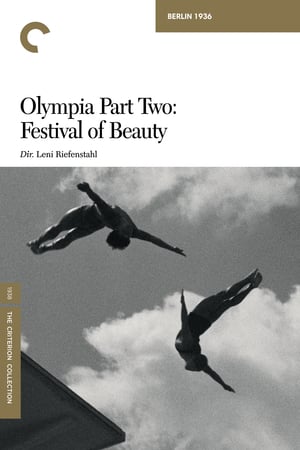 BERLIN 1936
Olympia Part Two:
Festival of Beauty
Dir. Leni Riefenstahl
1938
THE CRITERION COLLECTION